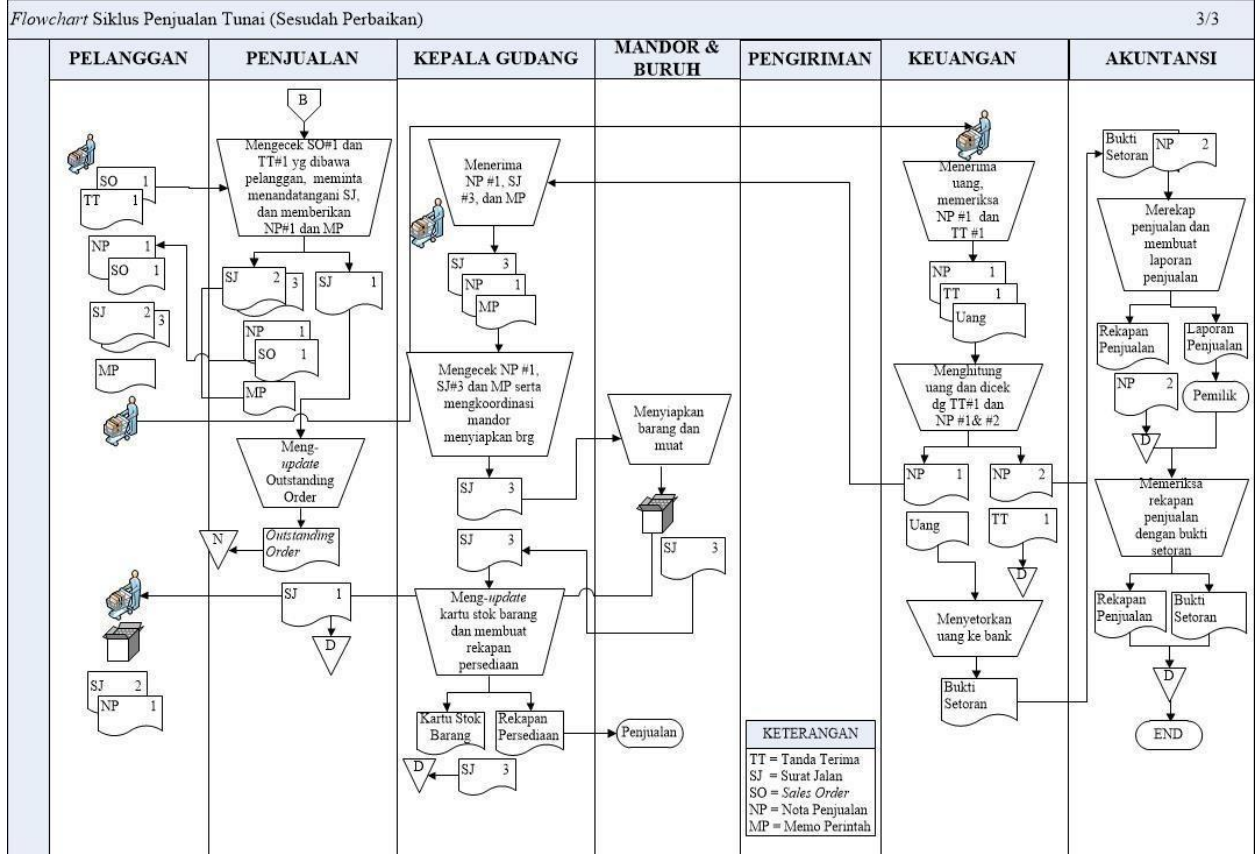 Flowchart Siklus Penjualan Tunai (Sesudah Perbaikan)
3/3
PELANGGAN
PENJUALAN
KEPALA GUDANG
MANDOR &
BURUH
PENGIRIMAN
KEUANGAN
AKUNTANSI
SO 1
TT 1
NP 1
SO 1
SJ 2
3
MP
SJ 2
NP 1
B
Mengecek SO#1 dan
TT#1 yg dibawa
pelanggan, meminta
menandatangani SJ,
dan memberikan
NP#1 dan MP
SJ 2
3
SJ 1
NP 1
SO 1
MP
Meng-
update
Outstanding
Order
N
Outstanding
Order
SJ 1
D
Menerima
NP #1, SJ
#3, dan MP
SJ 3
NP 1
MP
Mengecek NP #1,
SJ#3 dan MP serta
mengkoordinasi
mandor
menyiapkan brg
SJ 3
SJ 3
Meng-update
kartu stok barang
dan membuat
rekapan
persediaan
Kartu Stok
Barang
Rekapan
Persediaan
D
SJ 3
Menyiapkan
barang dan
muat
SJ 3
Penjualan
KETERANGAN
TT = Tanda Terima
SJ = Surat Jalan
SO = Sales Order
NP = Nota Penjualan
MP = Memo Perintah
Menerima
uang,
memeriksa
NP #1 dan
TT #1
NP 1
TT 1
Uang
Menghitung
uang dan dicek
dg TT#1 dan
NP #1& #2
NP 1
NP 2
Uang
TT 1
D
Menyetorkan
uang ke bank
Bukti
Setoran
Bukti
Setoran
NP 2
Merekap
penjualan dan
membuat
laporan
penjualan
Rekapan
Penjualan
Laporan
Penjualan
NP 2
Pemilik
D
Memeriksa
rekapan
penjualan
dengan bukti
setoran
Rekapan
Penjualan
Bukti
Setoran
D
END